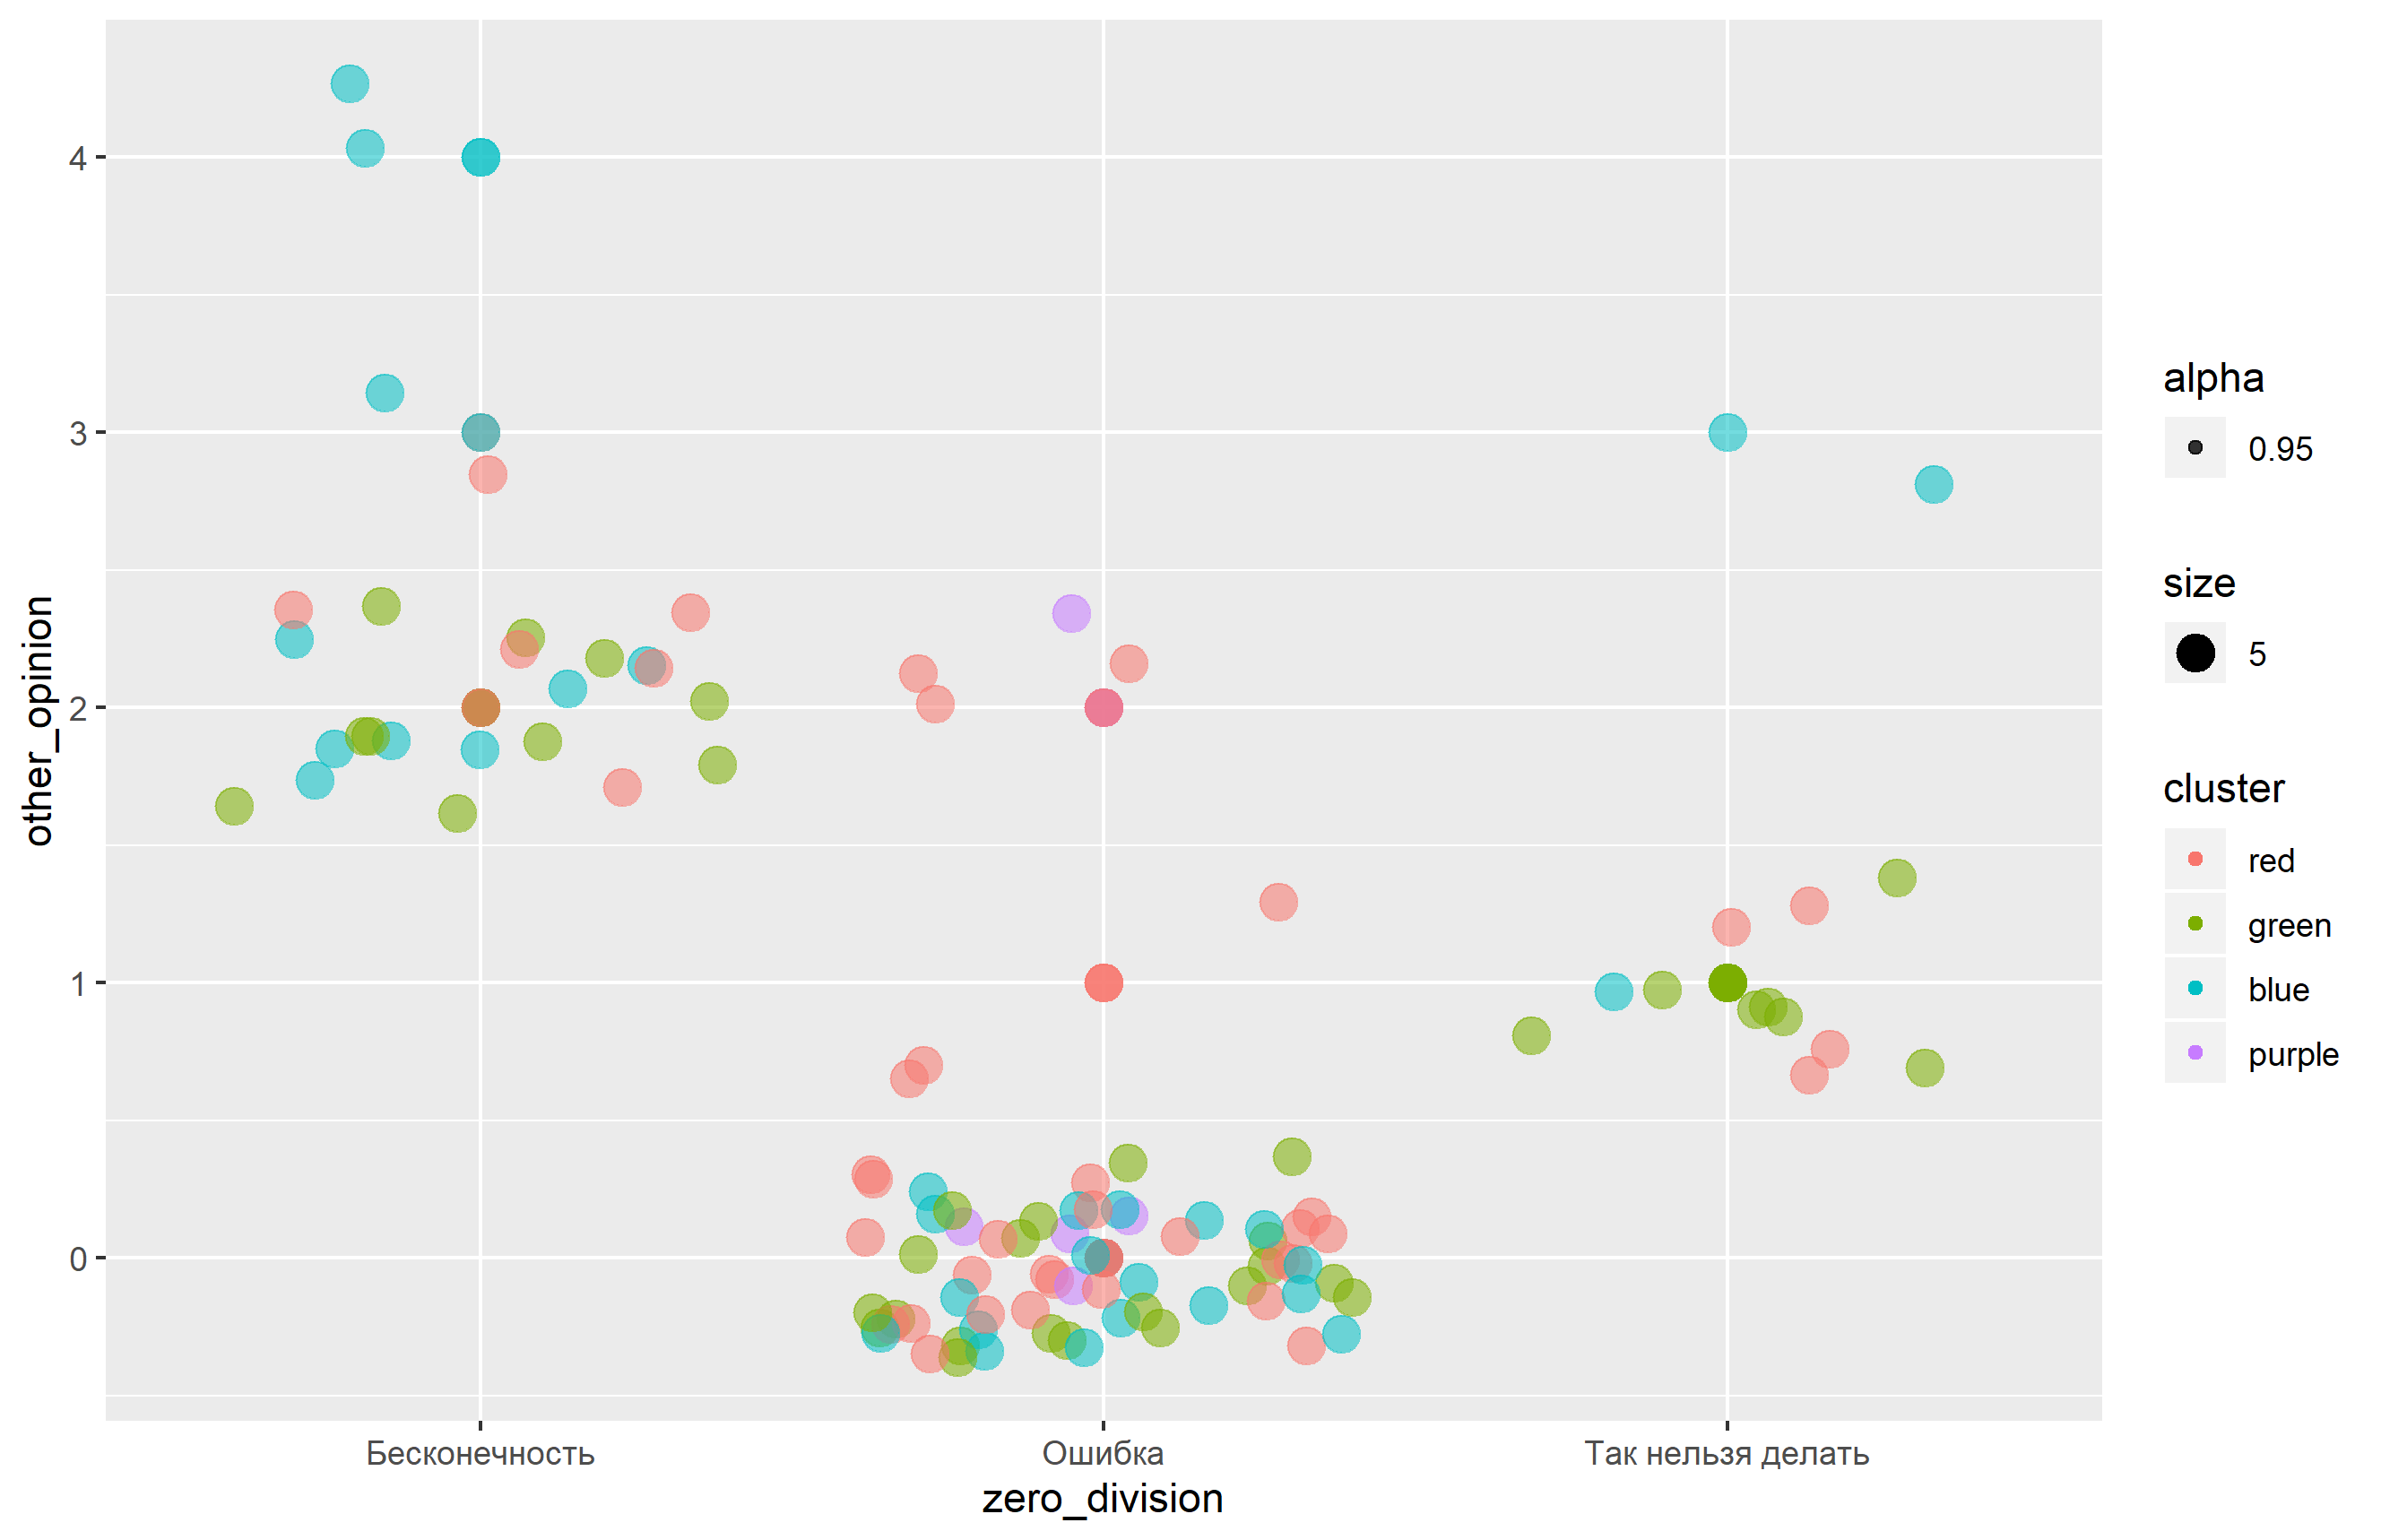 other_opinion
4
3
2
1
0
Бесконечность
Ошибка
Так нельзя делать
zero_division
alpha
0.95
size
5
cluster
red
green
blue
purple